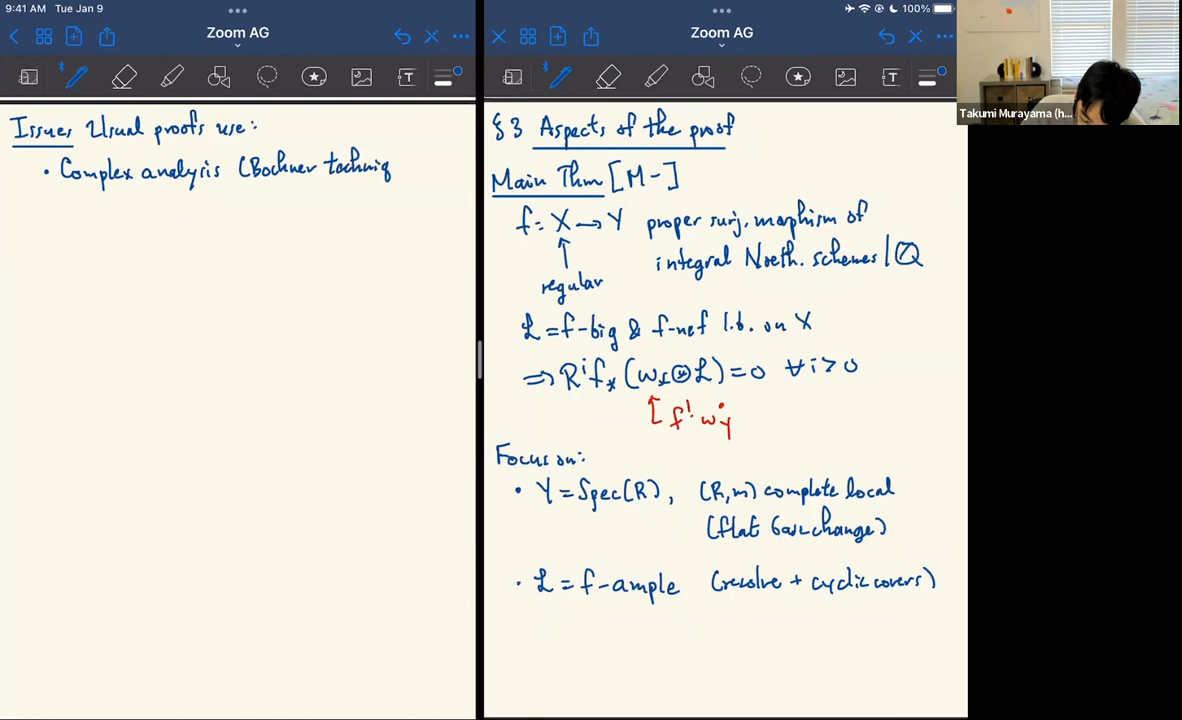 9:41 AM Tue Jan 9
Zoom AG
Issues Usual proofs use:
• Complex analysis (Bochner techniq
100%
Zoom AG
§3 Aspects of the proof
Main Thm [M-]
f: X → Y proper surj. morphism of
integral Noeth. schemes / ℚ
↑
regular
ℒ = f-big & f-nef l.b. on X
⇒ Rⁱf_*(ω_X ⊗ ℒ) = 0 ∀ i > 0
↑ f^! ω_Y^•
Focus on:
• Y = Spec(R), (R, m) complete local
(flat base change)
• ℒ = f-ample (resolve + cyclic covers)
Takumi Murayama (h...